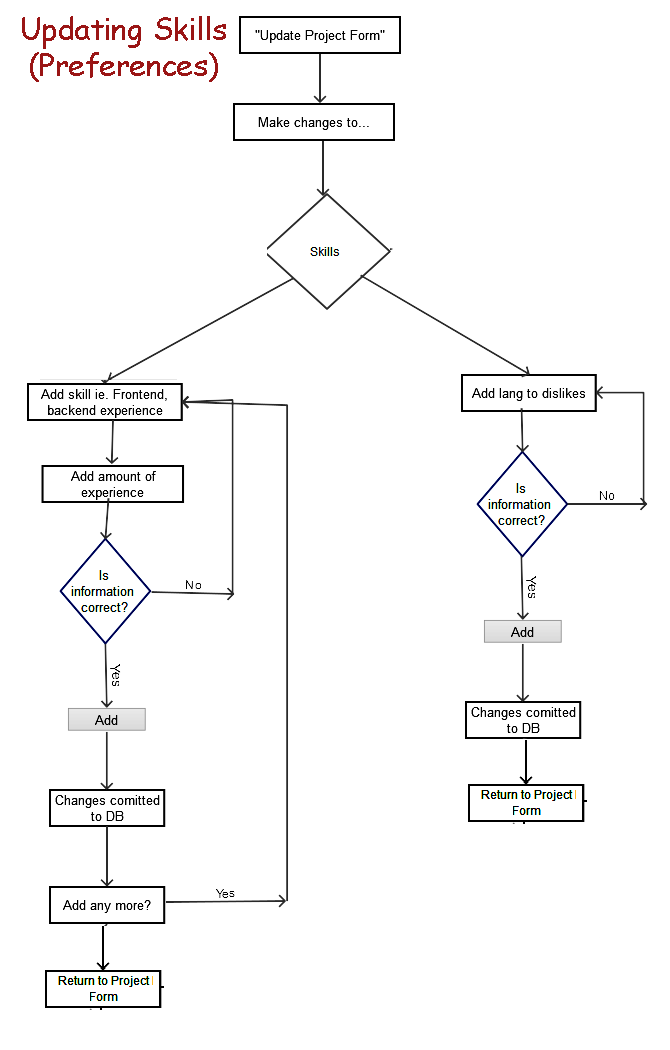 Updating Skills
(Preferences)
"Update Project Form"
Make changes to...
Skills
Add skill ie. Frontend,
backend experience
Add amount of
experience
Is
information
correct?
No
Yes
Add
Changes comitted
to DB
Add any more?
Yes
Return to Project
Form
Add lang to dislikes
Is
information
correct?
No
Yes
Add
Changes comitted
to DB
Return to Project
Form